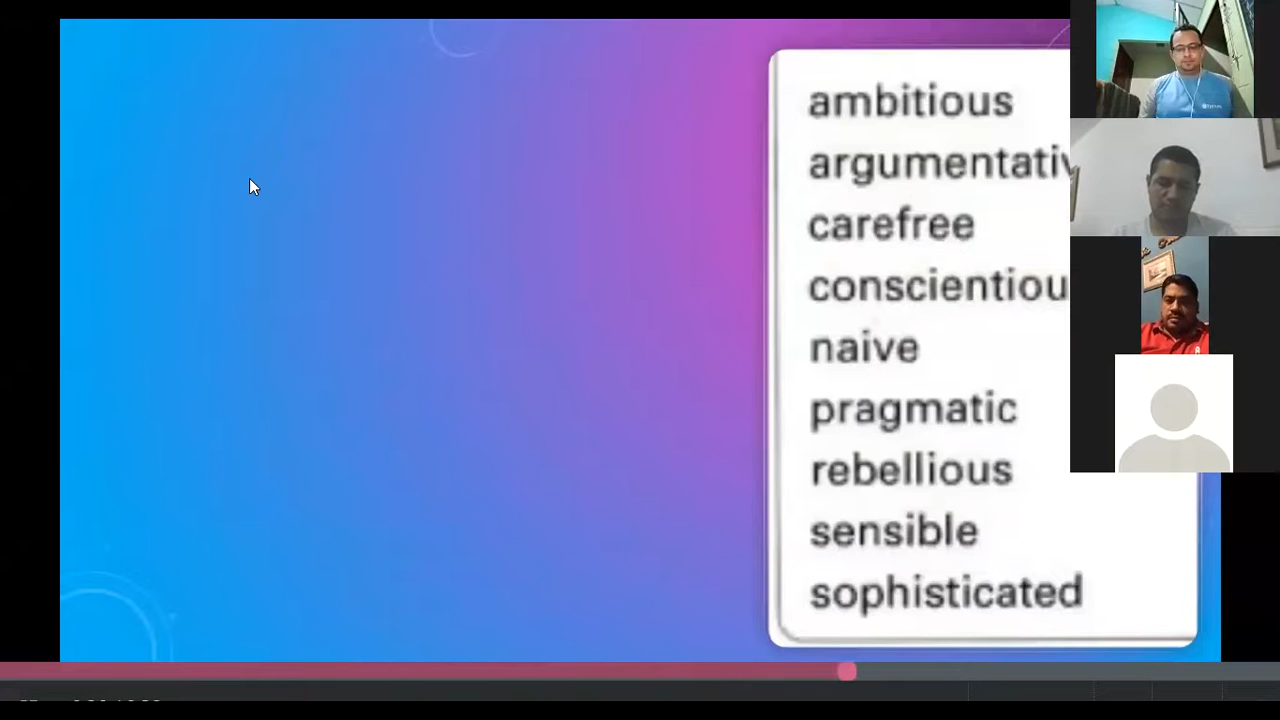 ambitious
argumentativ
carefree
conscientiou
naive
pragmatic
rebellious
sensible
sophisticated